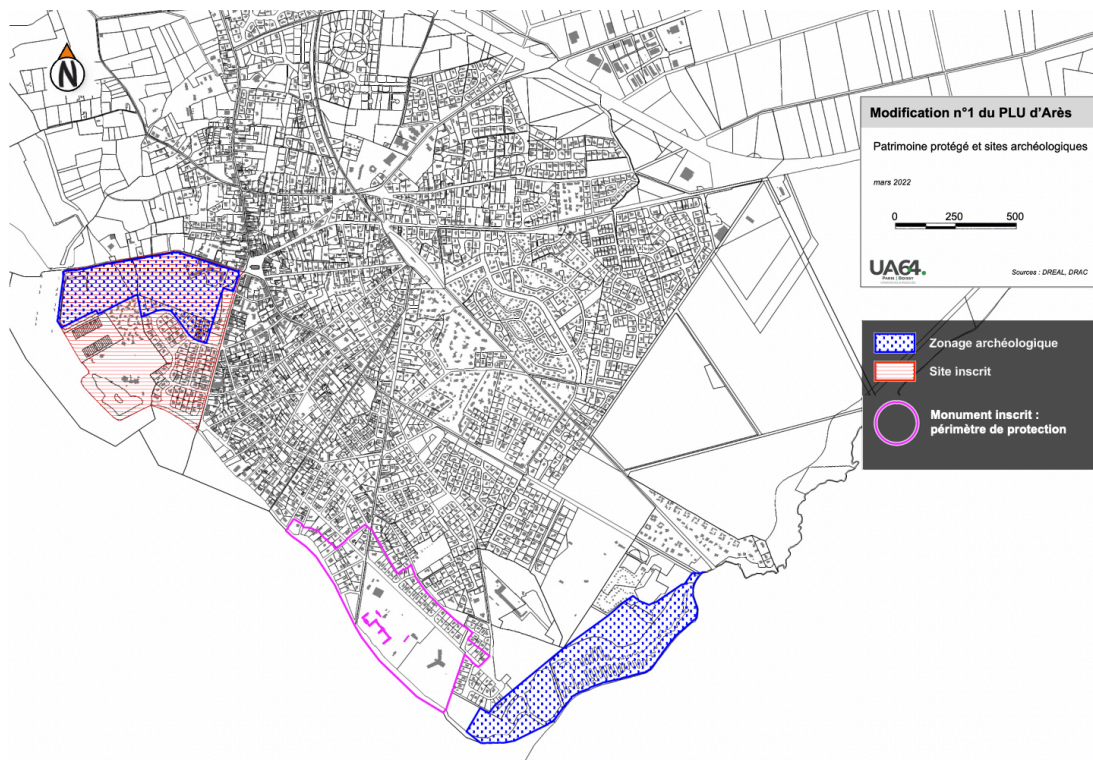 N
Modification n°1 du PLU d'Arès
Patrimoine protégé et sites archéologiques
mars 2022
0 250 500
UA64.
Sources : DREAL, DRAC
Zonage archéologique
Site inscrit
Monument inscrit :
périmètre de protection